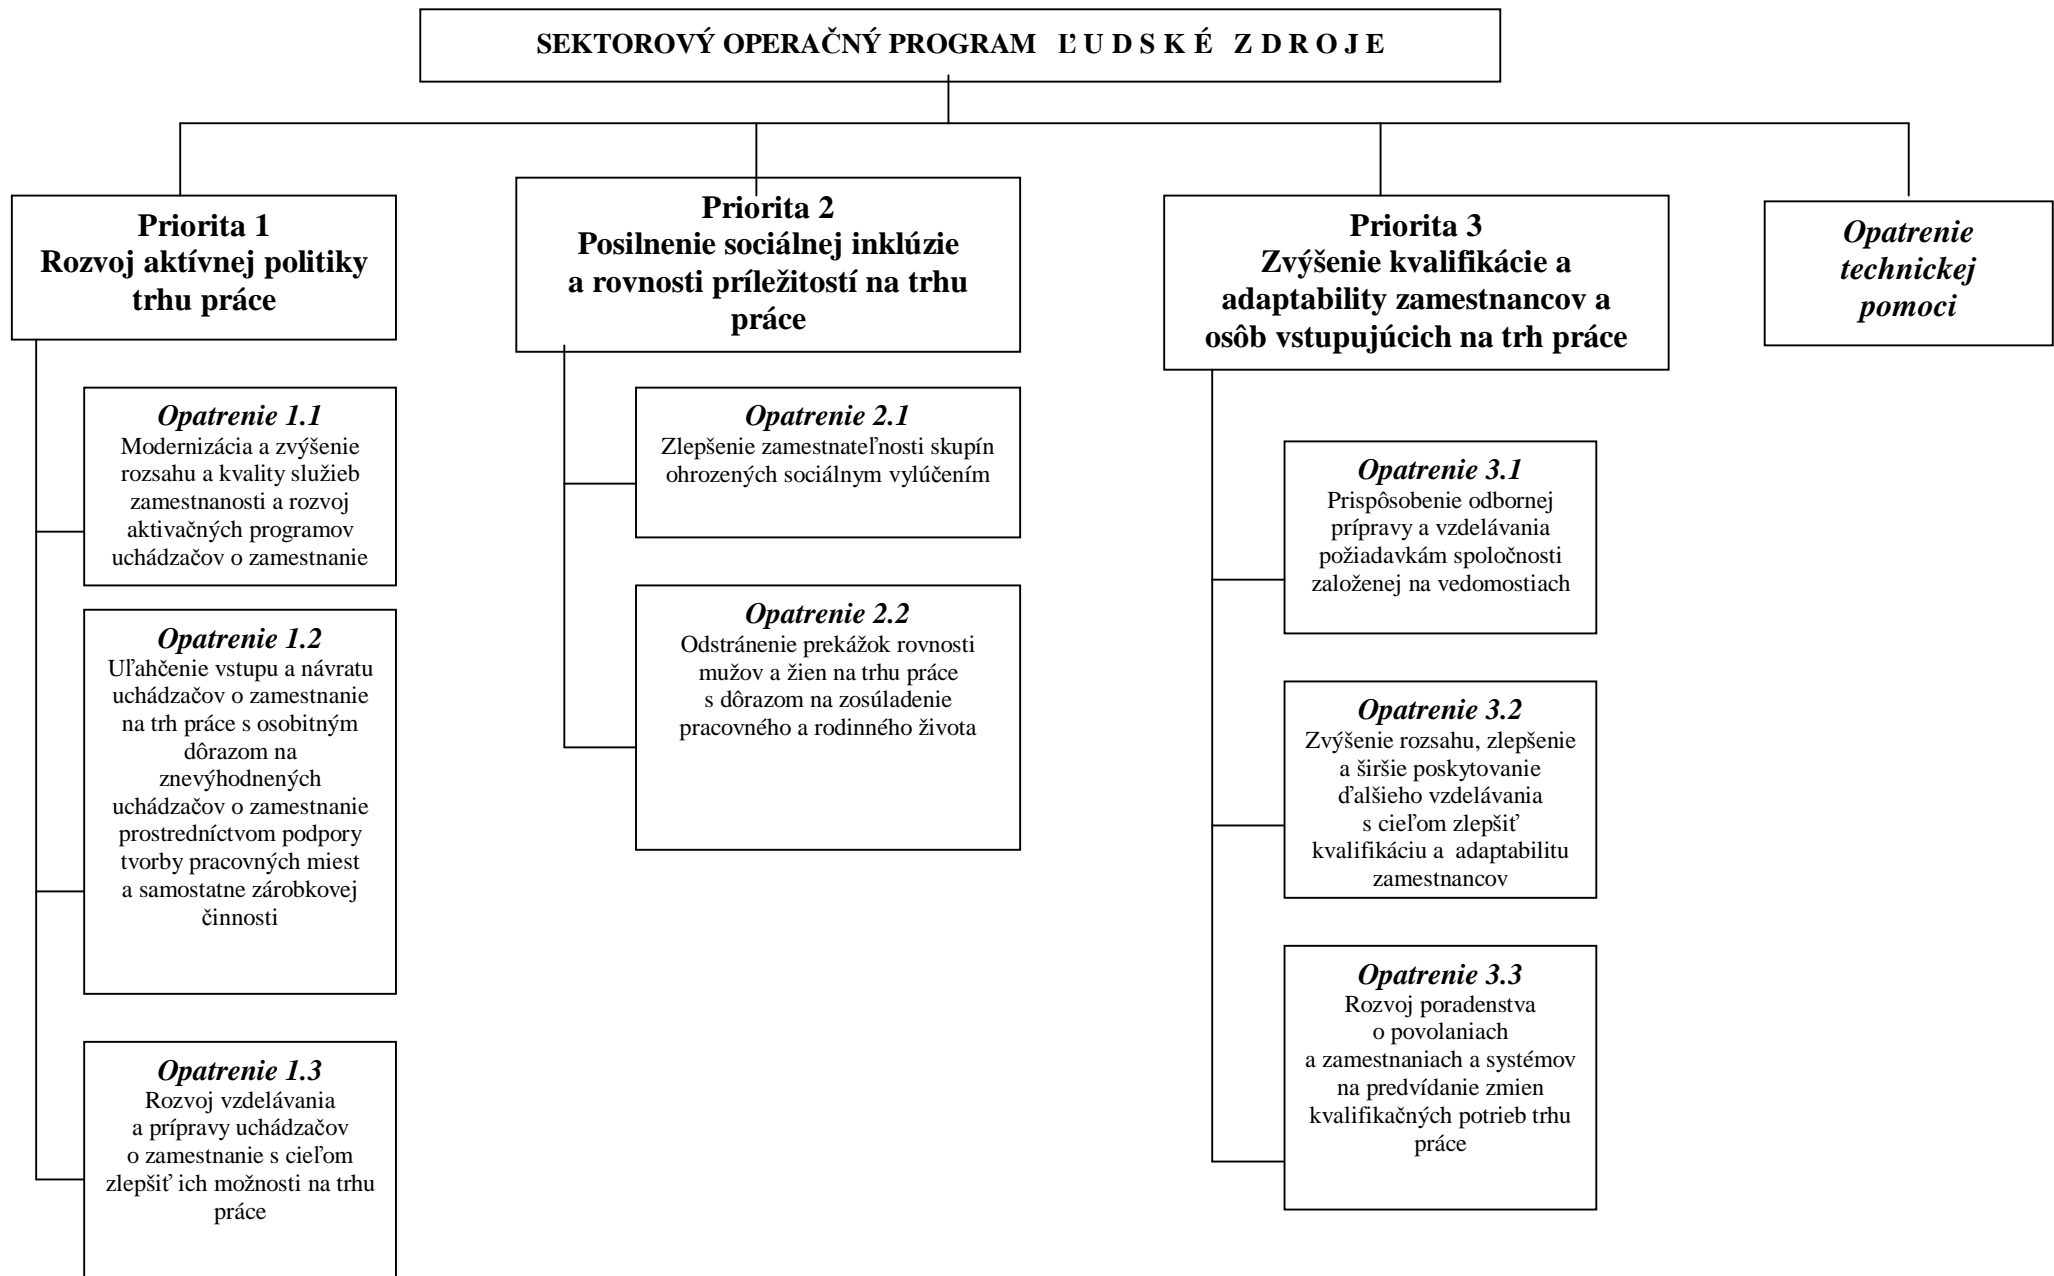 SEKTOROVÝ OPERAČNÝ PROGRAM Ľ U D S K É Z D R O J E
Priorita 1
Rozvoj aktívnej politiky
trhu práce
Priorita 2
Posilnenie sociálnej inklúzie
a rovnosti príležitostí na trhu
práce
Priorita 3
Zvýšenie kvalifikácie a
adaptability zamestnancov a
osôb vstupujúcich na trh práce
Opatrenie
technickej
pomoci
Opatrenie 1.1
Modernizácia a zvýšenie
rozsahu a kvality služieb
zamestnanosti a rozvoj
aktivačných programov
uchádzačov o zamestnanie
Opatrenie 1.2
Uľahčenie vstupu a návratu
uchádzačov o zamestnanie
na trh práce s osobitným
dôrazom na
znevýhodnených
uchádzačov o zamestnanie
prostredníctvom podpory
tvorby pracovných miest
a samostatne zárobkovej
činnosti
Opatrenie 1.3
Rozvoj vzdelávania
a prípravy uchádzačov
o zamestnanie s cieľom
zlepšiť ich možnosti na trhu
práce
Opatrenie 2.1
Zlepšenie zamestnateľnosti skupín
ohrozených sociálnym vylúčením
Opatrenie 2.2
Odstránenie prekážok rovnosti
mužov a žien na trhu práce
s dôrazom na zosúladenie
pracovného a rodinného života
Opatrenie 3.1
Prispôsobenie odbornej
prípravy a vzdelávania
požiadavkám spoločnosti
založenej na vedomostiach
Opatrenie 3.2
Zvýšenie rozsahu, zlepšenie
a širšie poskytovanie
ďalšieho vzdelávania
s cieľom zlepšiť
kvalifikáciu a adaptabilitu
zamestnancov
Opatrenie 3.3
Rozvoj poradenstva
o povolaniach
a zamestnaniach a systémov
na predvídanie zmien
kvalifikačných potrieb trhu
práce